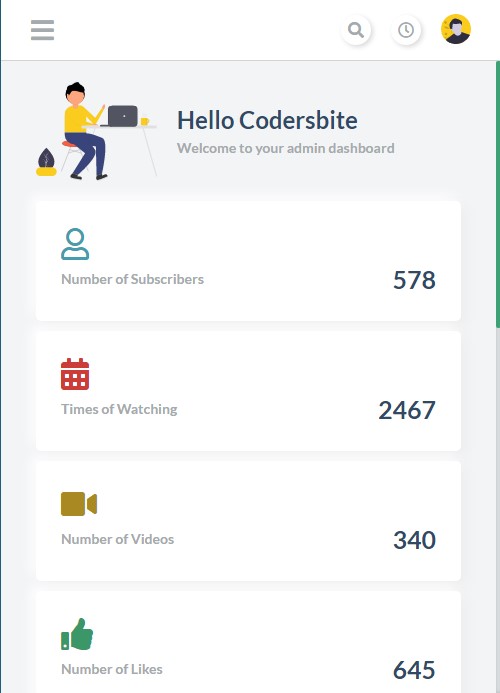 Hello Codersbite
Welcome to your admin dashboard
Number of Subscribers
578
Times of Watching
2467
Number of Videos
340
Number of Likes
645